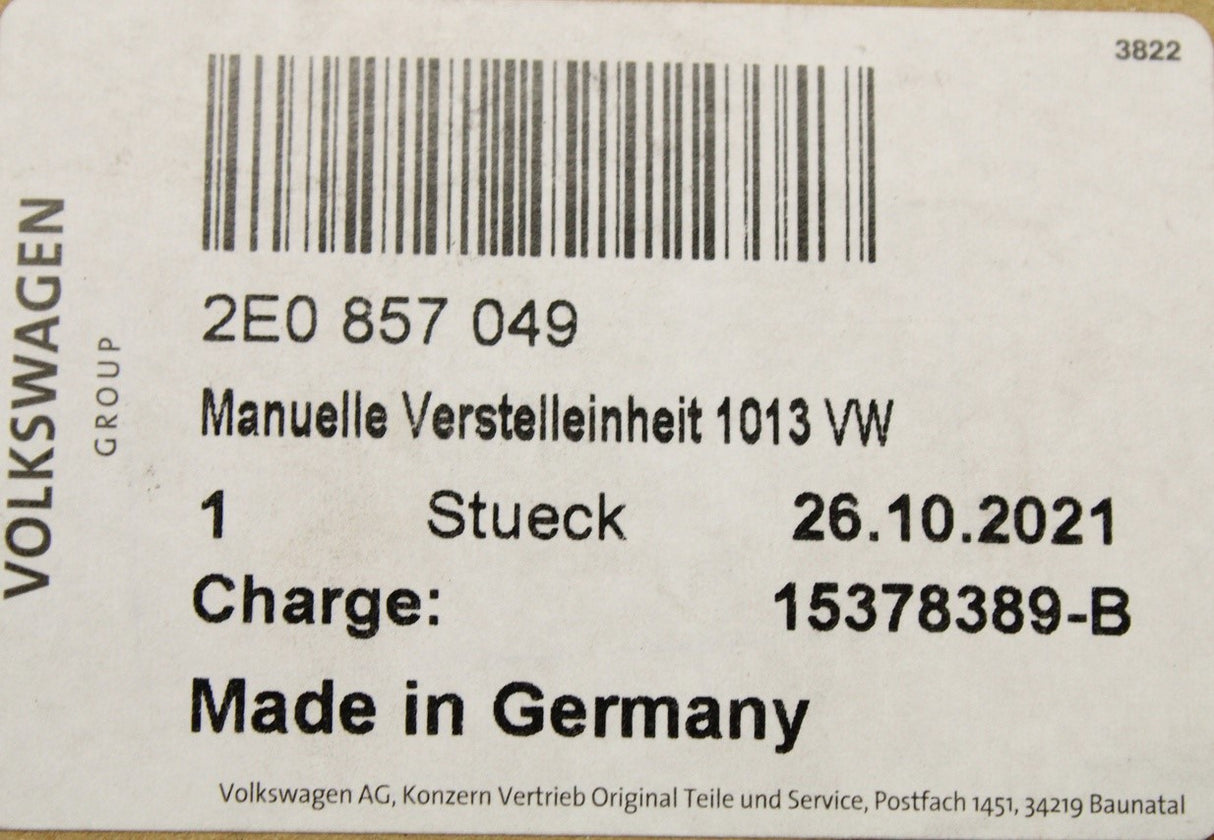 3822
VOLKSWAGEN
GROUP
2E0 857 049
Manuelle Verstelleinheit 1013 VW
1 Stueck 26.10.2021
Charge: 15378389-B
Made in Germany
Volkswagen AG, Konzern Vertrieb Original Teile und Service, Postfach 1451, 34219 Baunatal